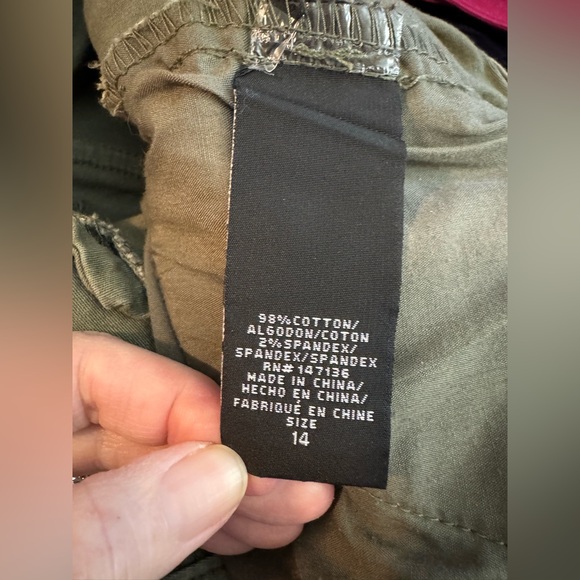 98% COTTON/
ALGODON/COTON
2% SPANDEX/
SPANDEX/SPANDEX
RN# 147136
MADE IN CHINA/
HECHO EN CHINA/
FABRIQUÉ EN CHINE
SIZE
14